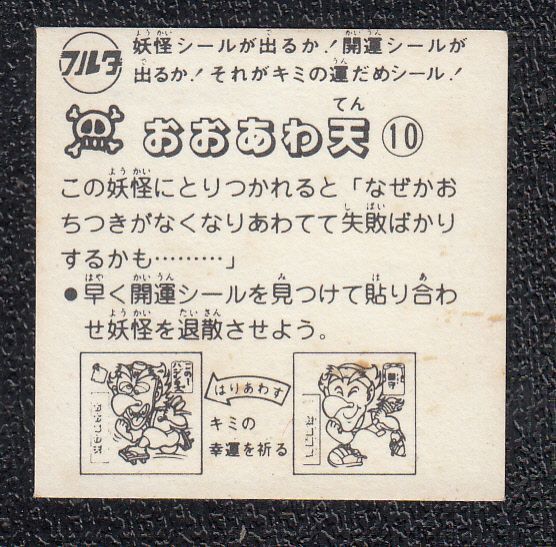 フルタ
妖怪シールが出るか！開運シールが
出るか！それがキミの運だめシール！
おおあわ天⑩
この妖怪にとりつかれると「なぜかお
ちつきがなくなりあわてて失敗ばかり
するかも………」
●早く開運シールを見つけて貼り合わ
せ妖怪を退散させよう。
はりあわす
キミの
幸運を祈る